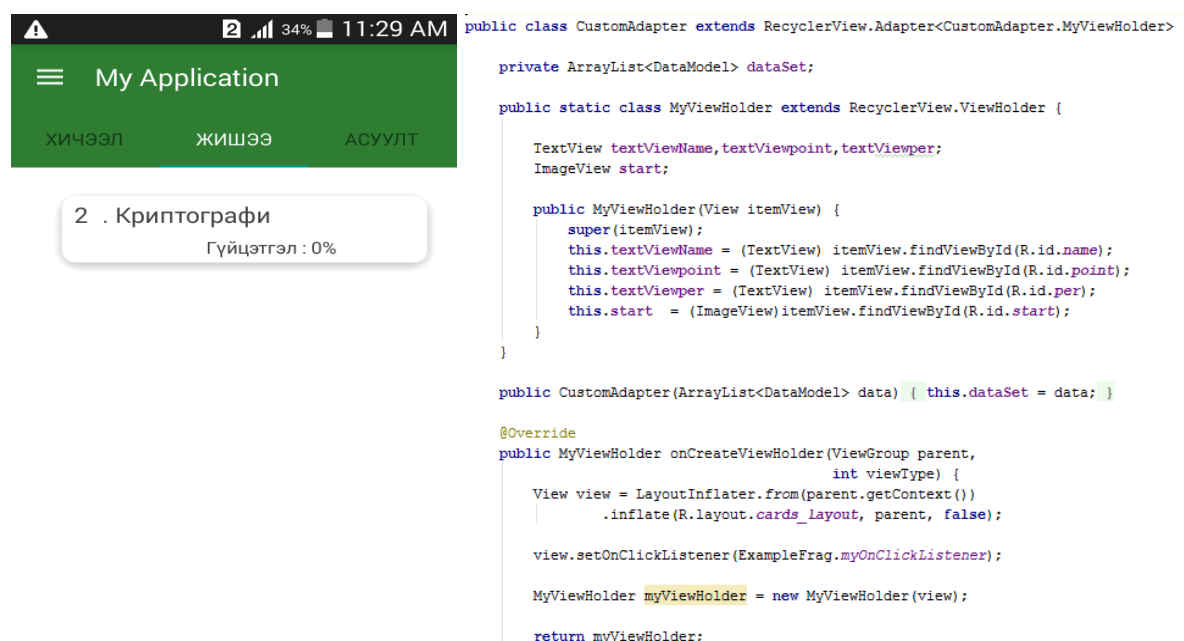 2 34% 11:29 AM
My Application
ХИЧЭЭЛ ЖИШЭЭ АСУУЛТ
2 . Криптографи
Гүйцэтгэл : 0%
public class CustomAdapter extends RecyclerView.Adapter<CustomAdapter.MyViewHolder>
private ArrayList<DataModel> dataSet;
public static class MyViewHolder extends RecyclerView.ViewHolder {
TextView textViewName,textViewpoint,textViewper;
ImageView start;
public MyViewHolder(View itemView) {
super(itemView);
this.textViewName = (TextView) itemView.findViewById(R.id.name);
this.textViewpoint = (TextView) itemView.findViewById(R.id.point);
this.textViewper = (TextView) itemView.findViewById(R.id.per);
this.start  = (ImageView)itemView.findViewById(R.id.start);
}
}
public CustomAdapter(ArrayList<DataModel> data) { this.dataSet = data; }
@Override
public MyViewHolder onCreateViewHolder(ViewGroup parent,
int viewType) {
View view = LayoutInflater.from(parent.getContext())
.inflate(R.layout.cards_layout, parent, false);
view.setOnClickListener(ExampleFrag.myOnClickListener);
MyViewHolder myViewHolder = new MyViewHolder(view);
return myViewHolder;